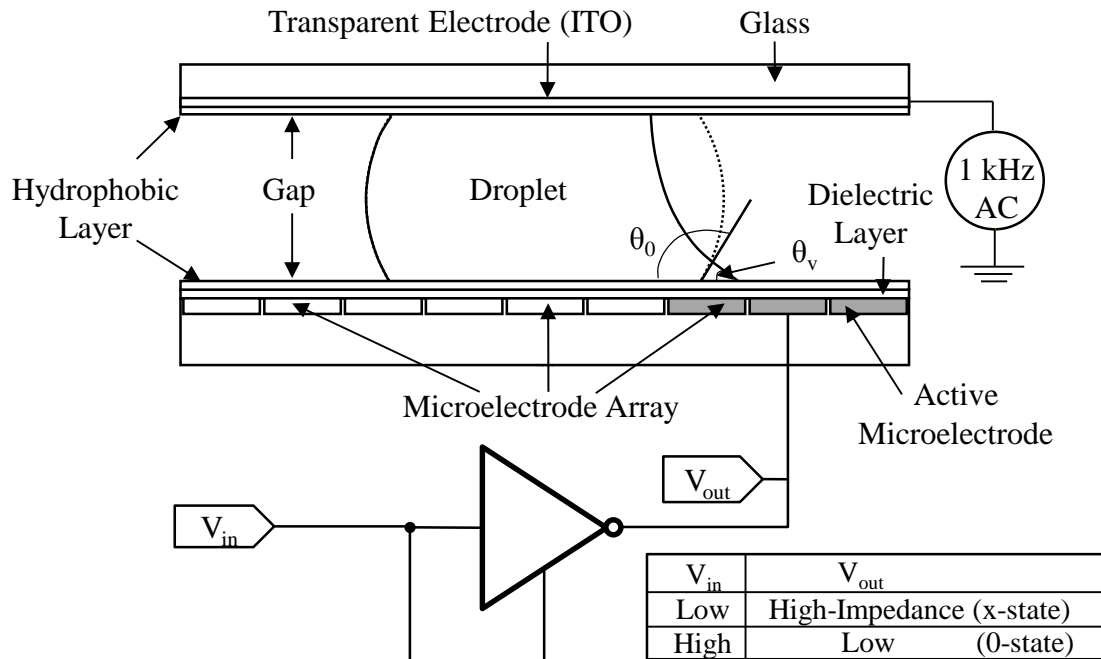 Transparent Electrode (ITO)
Glass
Hydrophobic
Layer
Gap
Droplet
θ0
θv
Dielectric
Layer
1 kHz
AC
Microelectrode Array
Active
Microelectrode
Vout
Vin
Vin Vout
Low High-Impedance (x-state)
High Low (0-state)